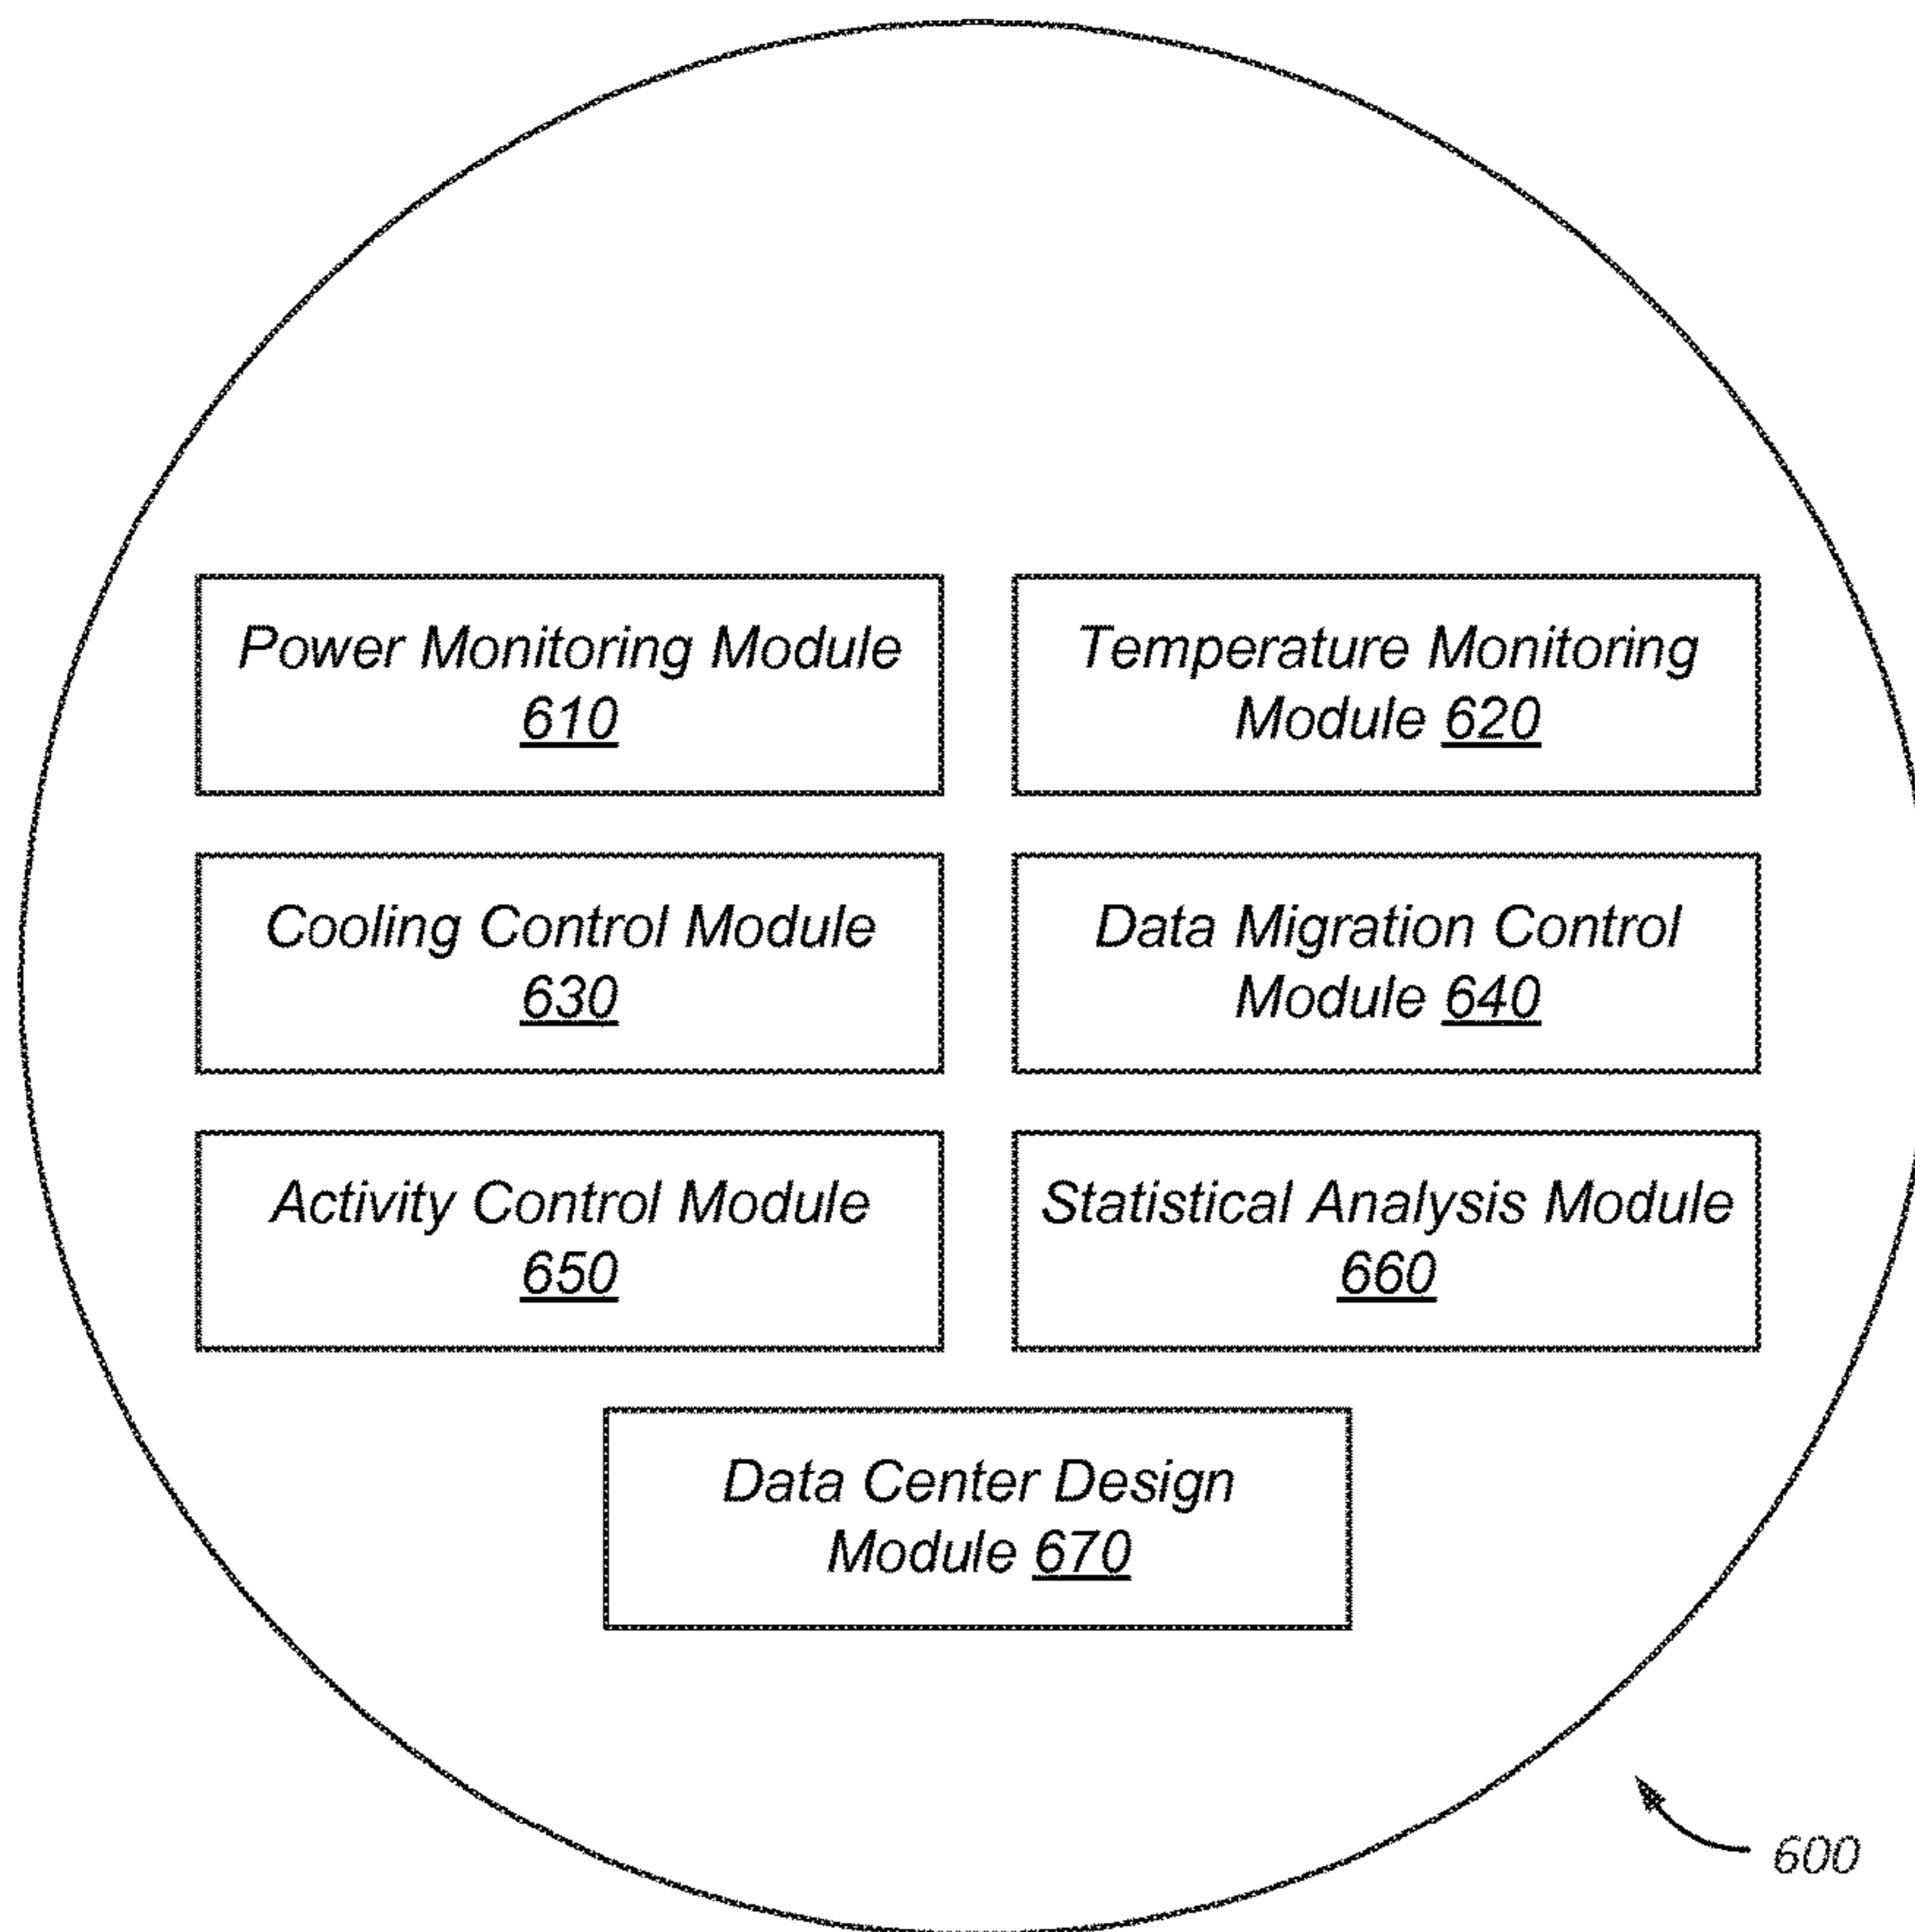 Power Monitoring Module
610
Temperature Monitoring
Module 620
Cooling Control Module
630
Data Migration Control
Module 640
Activity Control Module
650
Statistical Analysis Module
660
Data Center Design
Module 670
600